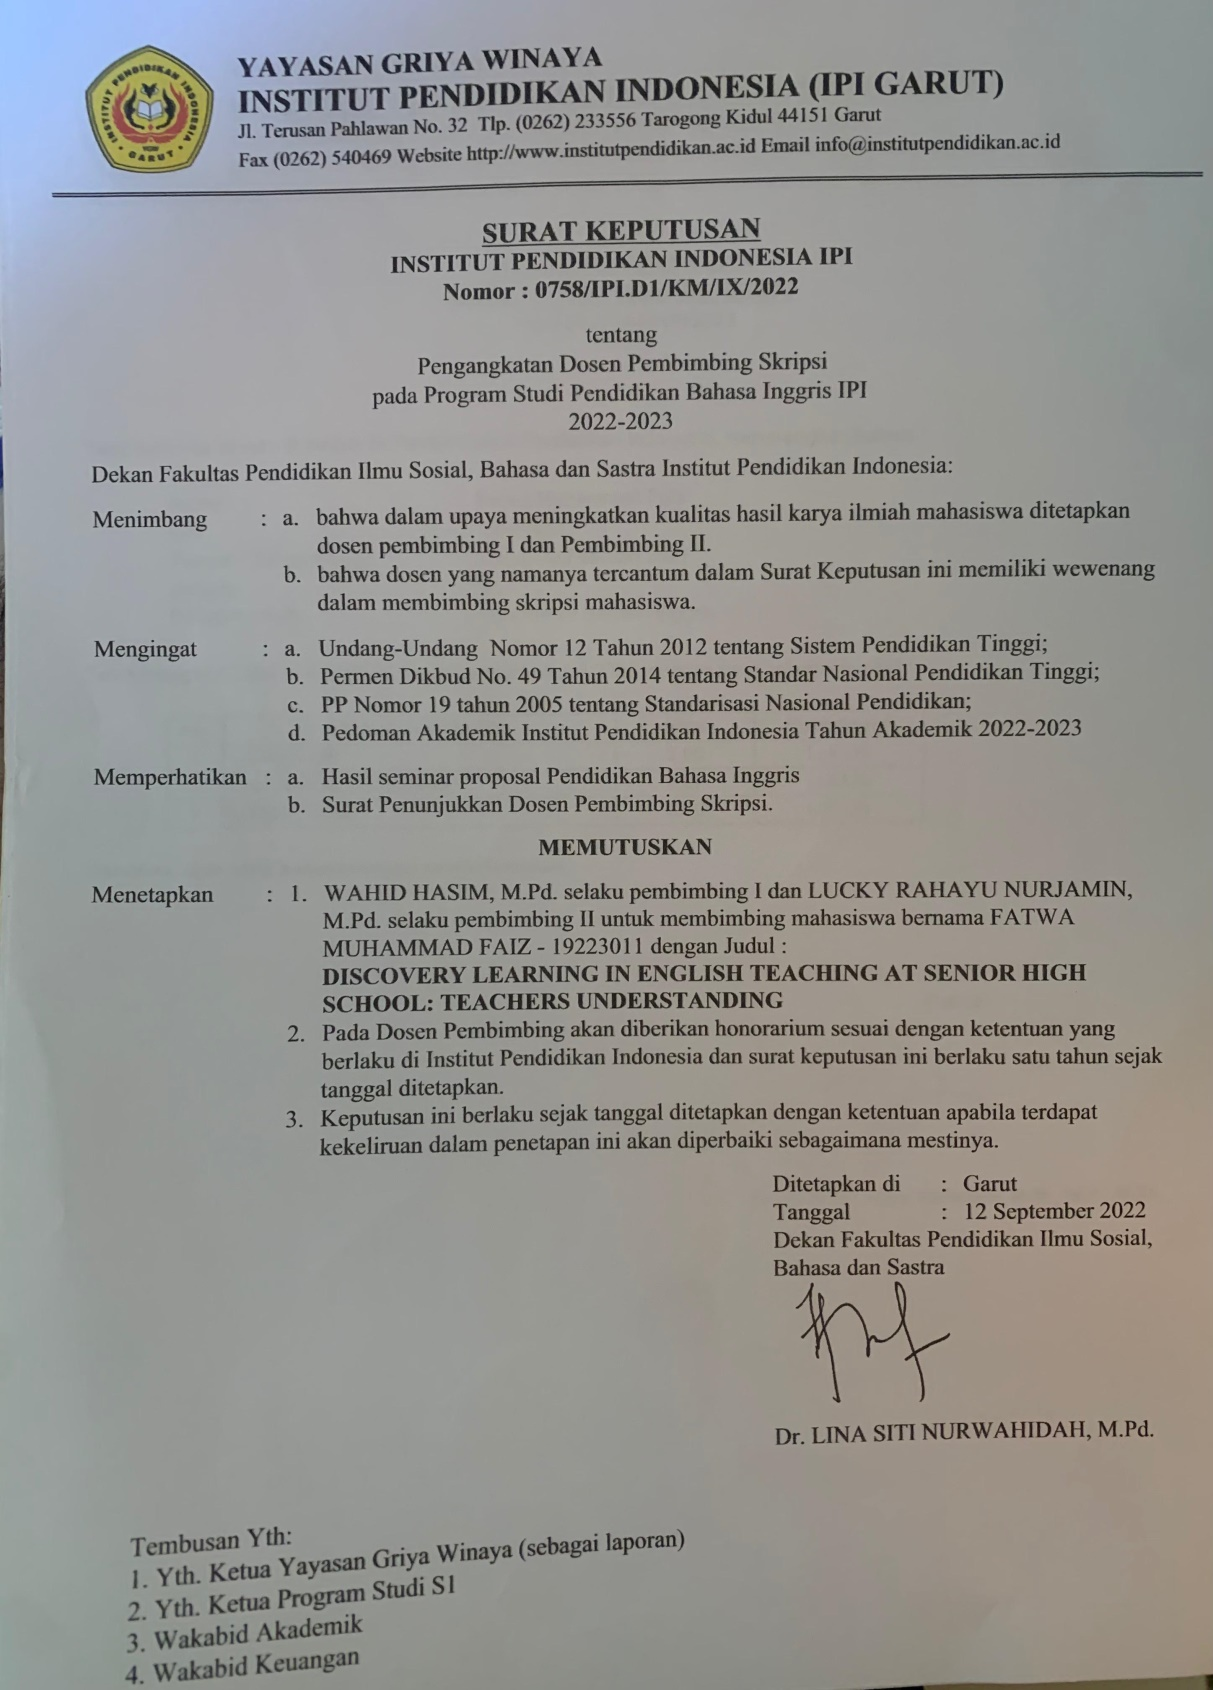 INSTITUT PENDIDIKAN INDONESIA
GARUT
YAYASAN GRIYA WINAYA
INSTITUT PENDIDIKAN INDONESIA (IPI GARUT)
Jl. Terusan Pahlawan No. 32 Tlp. (0262) 233556 Tarogong Kidul 44151 Garut
Fax (0262) 540469 Website http://www.institutpendidikan.ac.id Email info@institutpendidikan.ac.id
SURAT KEPUTUSAN
INSTITUT PENDIDIKAN INDONESIA IPI
Nomor : 0758/IPI.D1/KM/IX/2022
tentang
Pengangkatan Dosen Pembimbing Skripsi
pada Program Studi Pendidikan Bahasa Inggris IPI
2022-2023
Dekan Fakultas Pendidikan Ilmu Sosial, Bahasa dan Sastra Institut Pendidikan Indonesia:
Menimbang : a. bahwa dalam upaya meningkatkan kualitas hasil karya ilmiah mahasiswa ditetapkan
dosen pembimbing I dan Pembimbing II.
b. bahwa dosen yang namanya tercantum dalam Surat Keputusan ini memiliki wewenang
dalam membimbing skripsi mahasiswa.
Mengingat : a. Undang-Undang Nomor 12 Tahun 2012 tentang Sistem Pendidikan Tinggi;
b. Permen Dikbud No. 49 Tahun 2014 tentang Standar Nasional Pendidikan Tinggi;
c. PP Nomor 19 tahun 2005 tentang Standarisasi Nasional Pendidikan;
d. Pedoman Akademik Institut Pendidikan Indonesia Tahun Akademik 2022-2023
Memperhatikan : a. Hasil seminar proposal Pendidikan Bahasa Inggris
b. Surat Penunjukkan Dosen Pembimbing Skripsi.
MEMUTUSKAN
Menetapkan : 1. WAHID HASIM, M.Pd. selaku pembimbing I dan LUCKY RAHAYU NURJAMIN,
M.Pd. selaku pembimbing II untuk membimbing mahasiswa bernama FATWA
MUHAMMAD FAIZ - 19223011 dengan Judul :
DISCOVERY LEARNING IN ENGLISH TEACHING AT SENIOR HIGH
SCHOOL: TEACHERS UNDERSTANDING
2. Pada Dosen Pembimbing akan diberikan honorarium sesuai dengan ketentuan yang
berlaku di Institut Pendidikan Indonesia dan surat keputusan ini berlaku satu tahun sejak
tanggal ditetapkan.
3. Keputusan ini berlaku sejak tanggal ditetapkan dengan ketentuan apabila terdapat
kekeliruan dalam penetapan ini akan diperbaiki sebagaimana mestinya.
Ditetapkan di : Garut
Tanggal : 12 September 2022
Dekan Fakultas Pendidikan Ilmu Sosial,
Bahasa dan Sastra
Dr. LINA SITI NURWAHIDAH, M.Pd.
Tembusan Yth:
1. Yth. Ketua Yayasan Griya Winaya (sebagai laporan)
2. Yth. Ketua Program Studi S1
3. Wakabid Akademik
4. Wakabid Keuangan